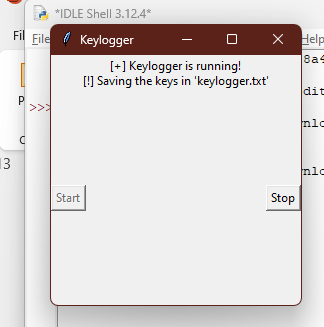 *IDLE Shell 3.12.4*
Keylogger
[+] Keylogger is running!
[!] Saving the keys in 'keylogger.txt'
>>>
Start
Stop